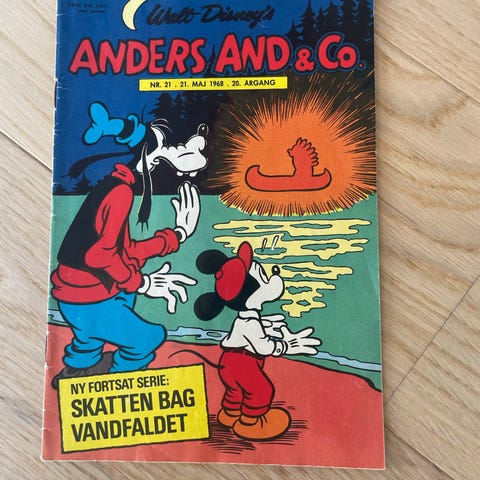 Walt Disney's
ANDERS AND & Co.
NR. 21 . 21. MAJ 1968 . 20. ÅRGANG
NY FORTSAT SERIE:
SKATTEN BAG
VANDFALDET